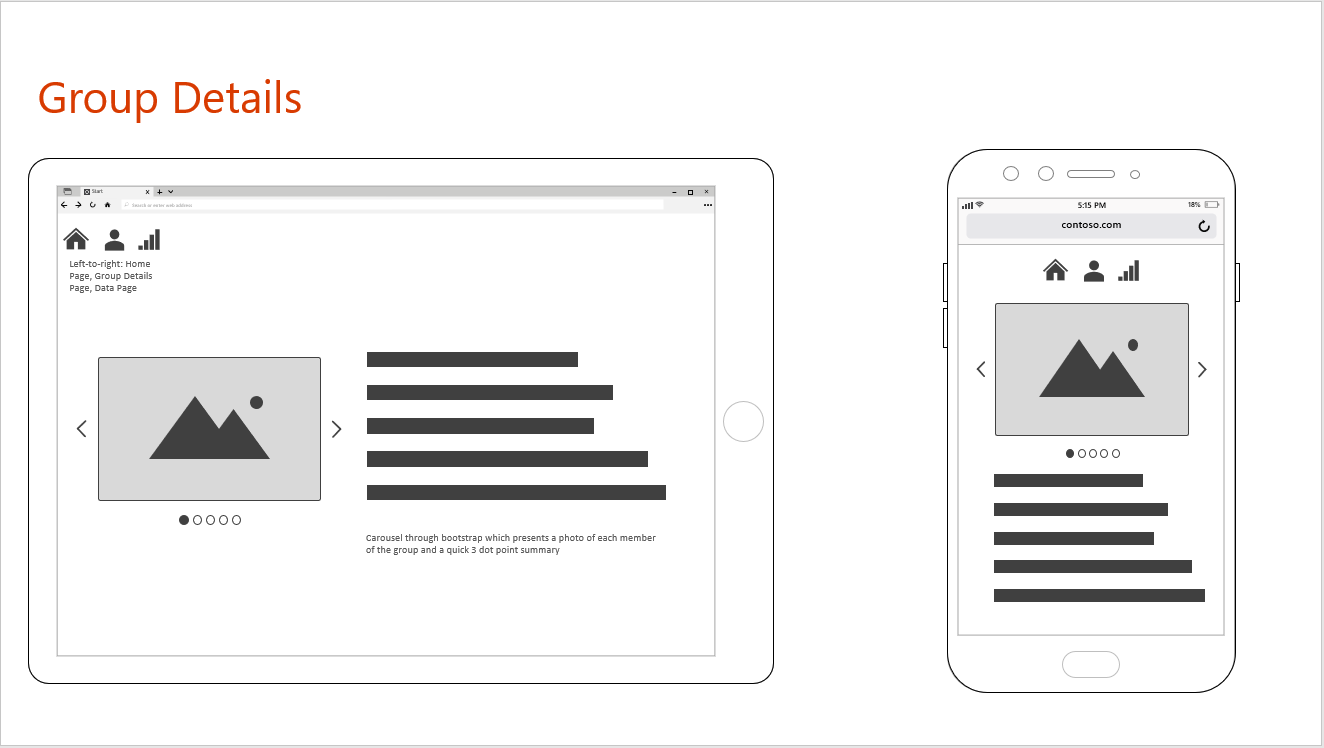 Group Details
Start
Search or enter web address
Left-to-right: Home
Page, Group Details
Page, Data Page
Carousel through bootstrap which presents a photo of each member
of the group and a quick 3 dot point summary
5:15 PM
18%
contoso.com